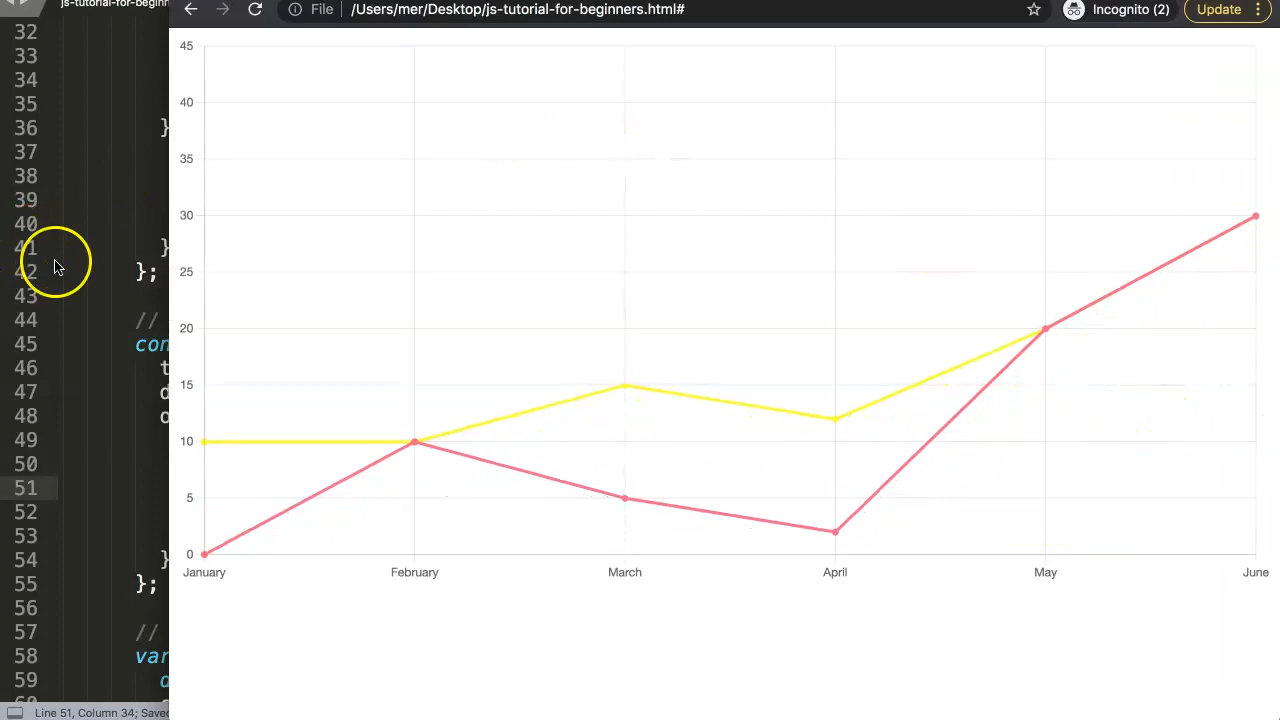 js-tutorial-for-beginn
File
/Users/mer/Desktop/js-tutorial-for-beginners.html#
Incognito (2)
Update
32
33
34
35
36 }
37
38
39
40
41 }
42 };
43
44 //
45 con
46 t
47 d
48 o
49
50
51
52
53
54 }
55 };
56
57 //
58 var
59 d
45
40
35
30
25
20
15
10
5
0
January February March April May June
Line 51, Column 34; Saved